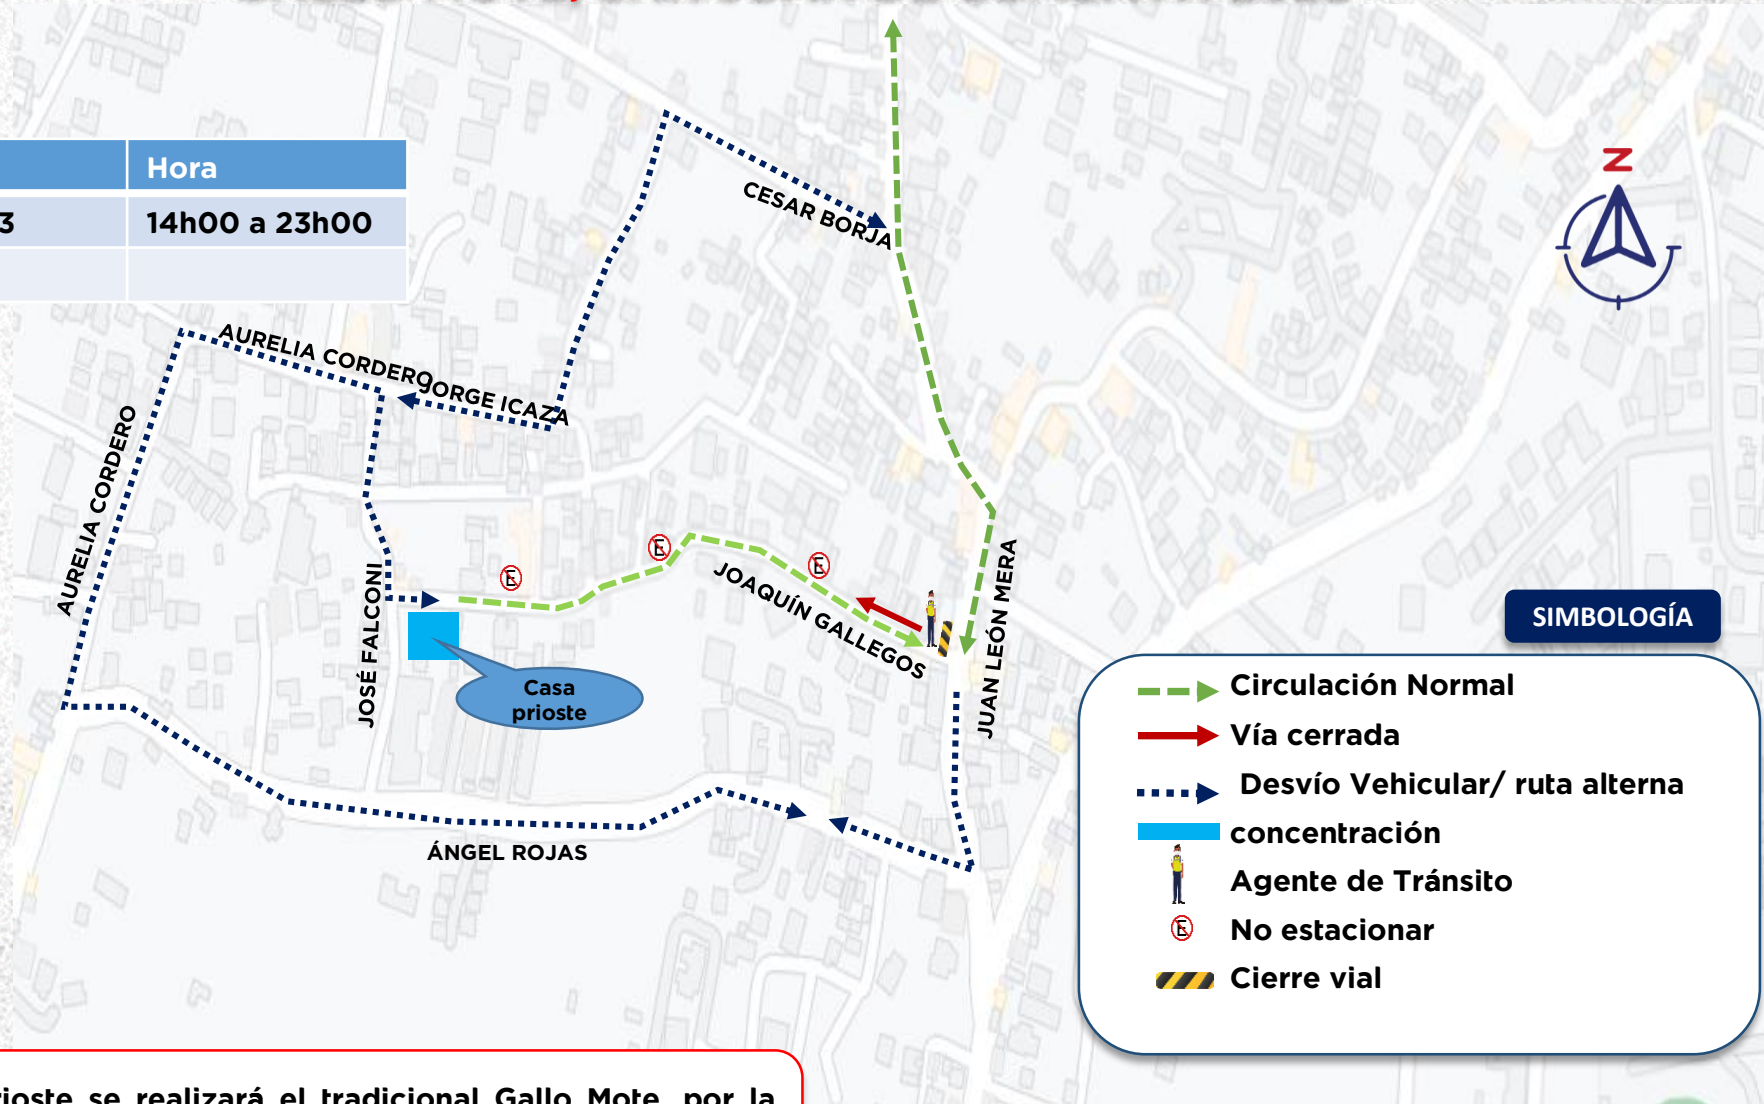 Hora
3
14h00 a 23h00
CESAR BORJA
N
AURELIA CORDERO
JORGE ICAZA
AURELIA CORDERO
E
E
E
JOAQUÍN GALLEGOS
JOSÉ FALCONI
JUAN LEÓN MERA
Casa
prioste
ÁNGEL ROJAS
SIMBOLOGÍA
Circulación Normal
Vía cerrada
Desvío Vehicular/ ruta alterna
concentración
Agente de Tránsito
E No estacionar
Cierre vial
se realizará el tradicional Gallo Mote, por la